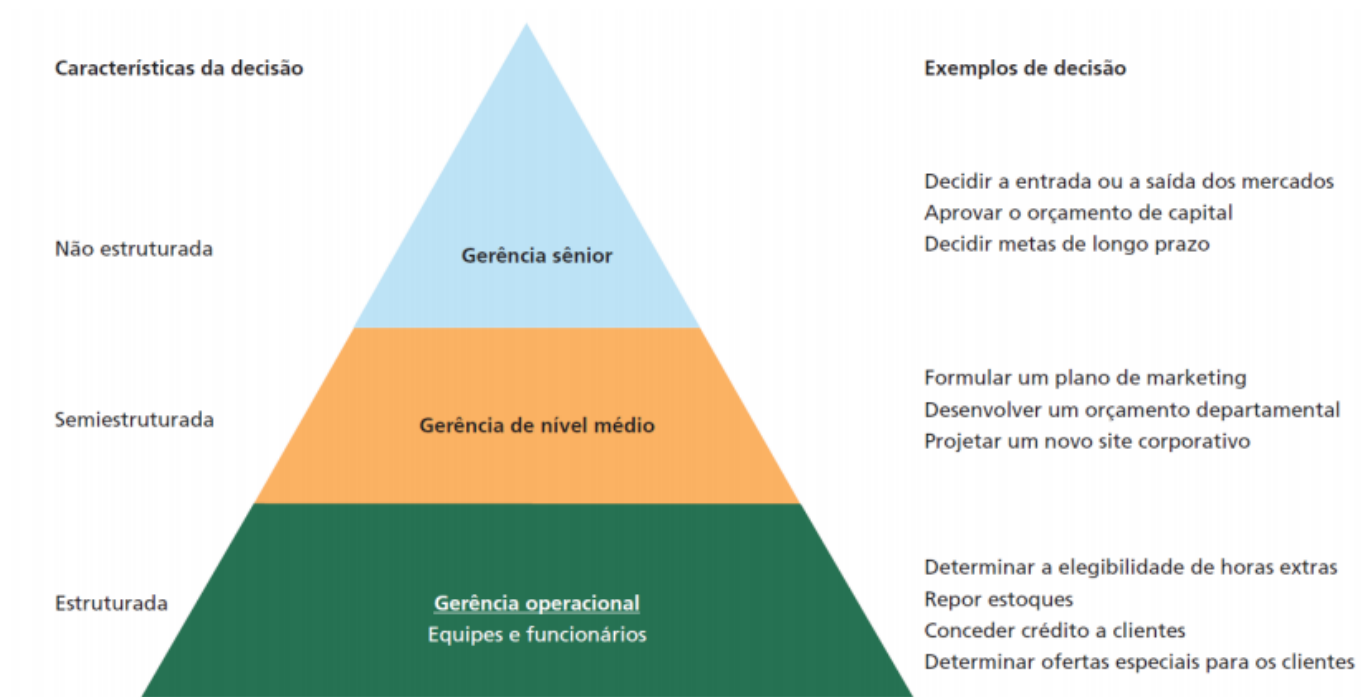 Características da decisão
Exemplos de decisão
Não estruturada
Gerência sênior
Decidir a entrada ou a saída dos mercados
Aprovar o orçamento de capital
Decidir metas de longo prazo
Semiestruturada
Gerência de nível médio
Formular um plano de marketing
Desenvolver um orçamento departamental
Projetar um novo site corporativo
Estruturada
Gerência operacional
Equipes e funcionários
Determinar a elegibilidade de horas extras
Repor estoques
Conceder crédito a clientes
Determinar ofertas especiais para os clientes